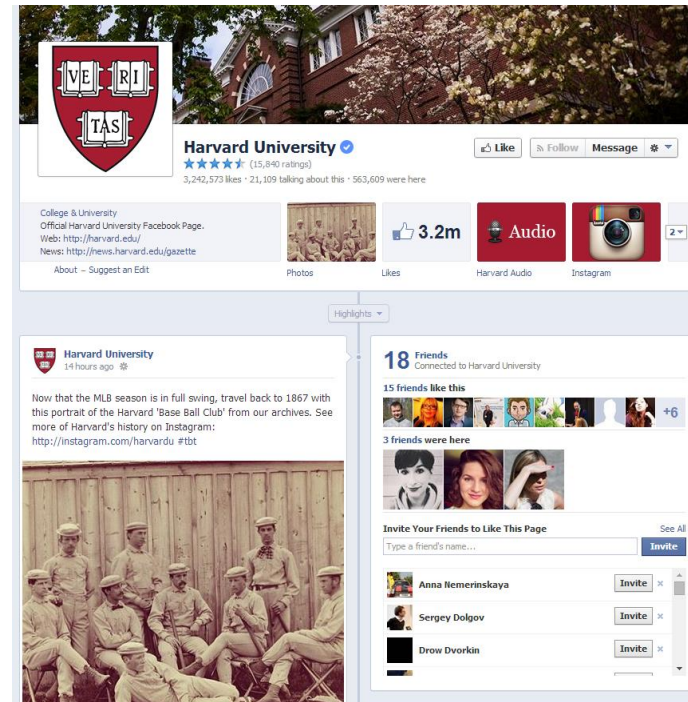 VE RI
TAS
Harvard University
(15,840 ratings)
3,242,573 likes · 21,109 talking about this · 563,609 were here
Like
Follow
Message
College & University
Official Harvard University Facebook Page.
Web: http://harvard.edu/
News: http://news.harvard.edu/gazette
About – Suggest an Edit
Photos
3.2m
Likes
Audio
Harvard Audio
Instagram
2
Highlights
Harvard University
14 hours ago
Now that the MLB season is in full swing, travel back to 1867 with
this portrait of the Harvard 'Base Ball Club' from our archives. See
more of Harvard's history on Instagram:
http://instagram.com/harvardu #tbt
18 Friends
Connected to Harvard University
15 friends like this
+6
3 friends were here
Invite Your Friends to Like This Page
See All
Type a friend's name...
Invite
Anna Nemerinskaya
Invite
Sergey Dolgov
Invite
Drow Dvorkin
Invite